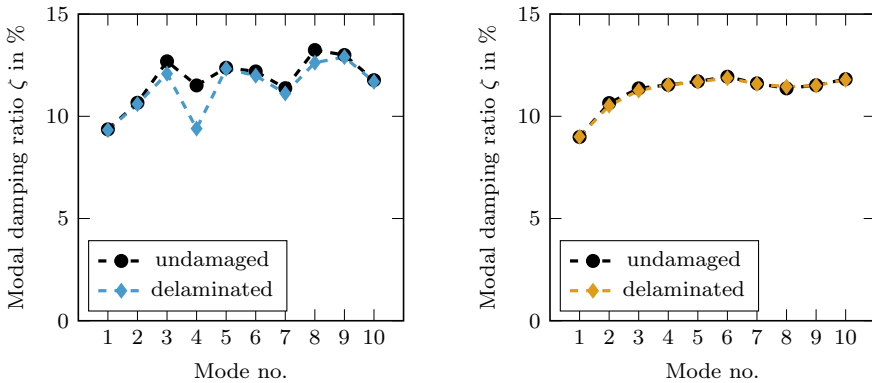 Modal damping ratio ζ in %
15
10
5
0
undamaged
delaminated
1 2 3 4 5 6 7 8 9 10
Mode no.
Modal damping ratio ζ in %
15
10
5
0
undamaged
delaminated
1 2 3 4 5 6 7 8 9 10
Mode no.